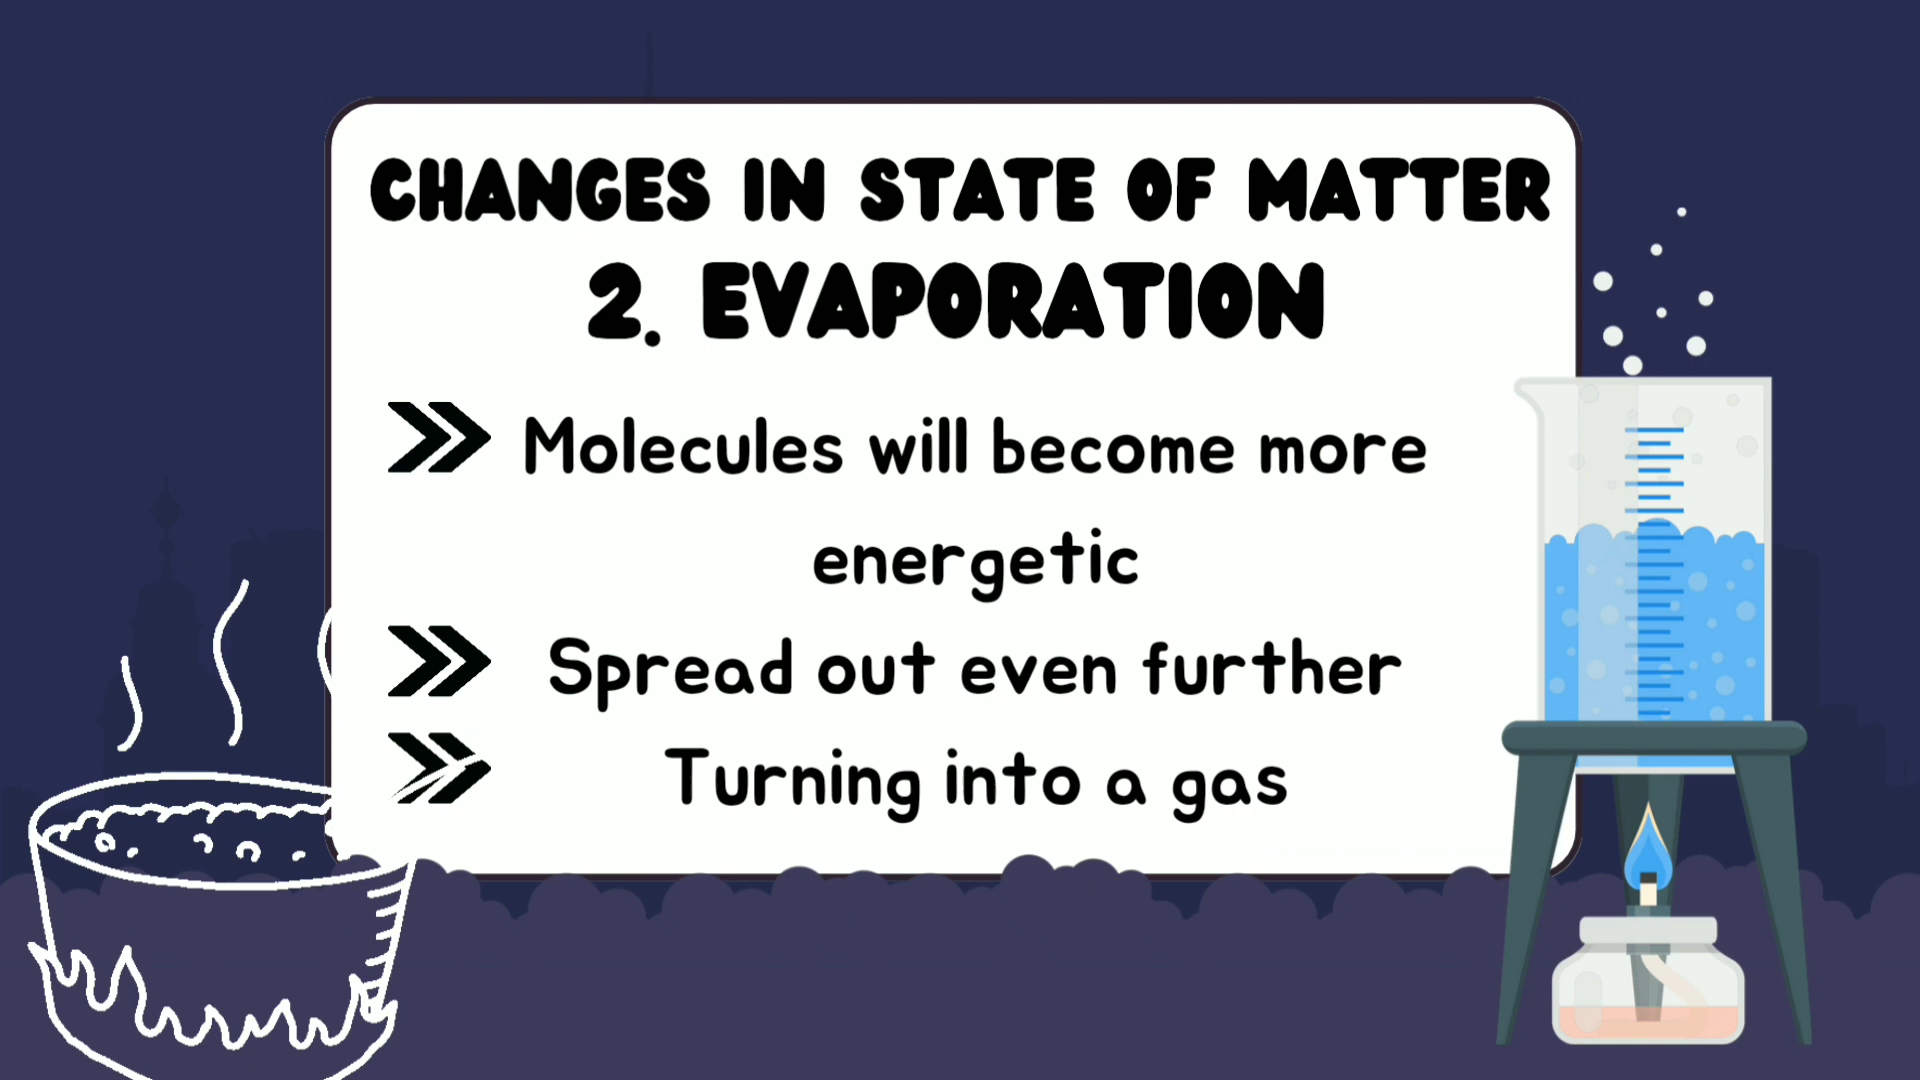 CHANGES IN STATE OF MATTER
2. EVAPORATION
Molecules will become more
energetic
Spread out even further
Turning into a gas